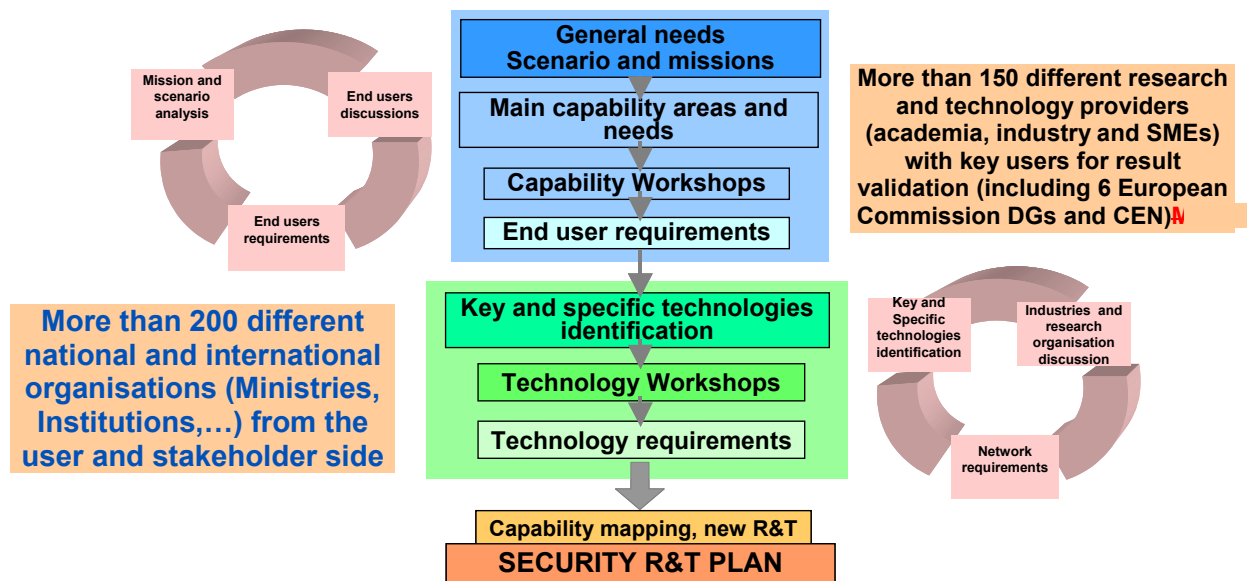 General needs
Scenario and missions
Main capability areas and
needs
Capability Workshops
End user requirements
Mission and
scenario
analysis
End users
discussions
End users
requirements
More than 150 different research
and technology providers
(academia, industry and SMEs)
with key users for result
validation (including 6 European
Commission DGs and CEN)M
More than 200 different
national and international
organisations (Ministries,
Institutions,…) from the
user and stakeholder side
Key and specific technologies
identification
Technology Workshops
Technology requirements
Key and
Specific
technologies
identification
Industries and
research
organisation
discussion
Network
requirements
Capability mapping, new R&T
SECURITY R&T PLAN